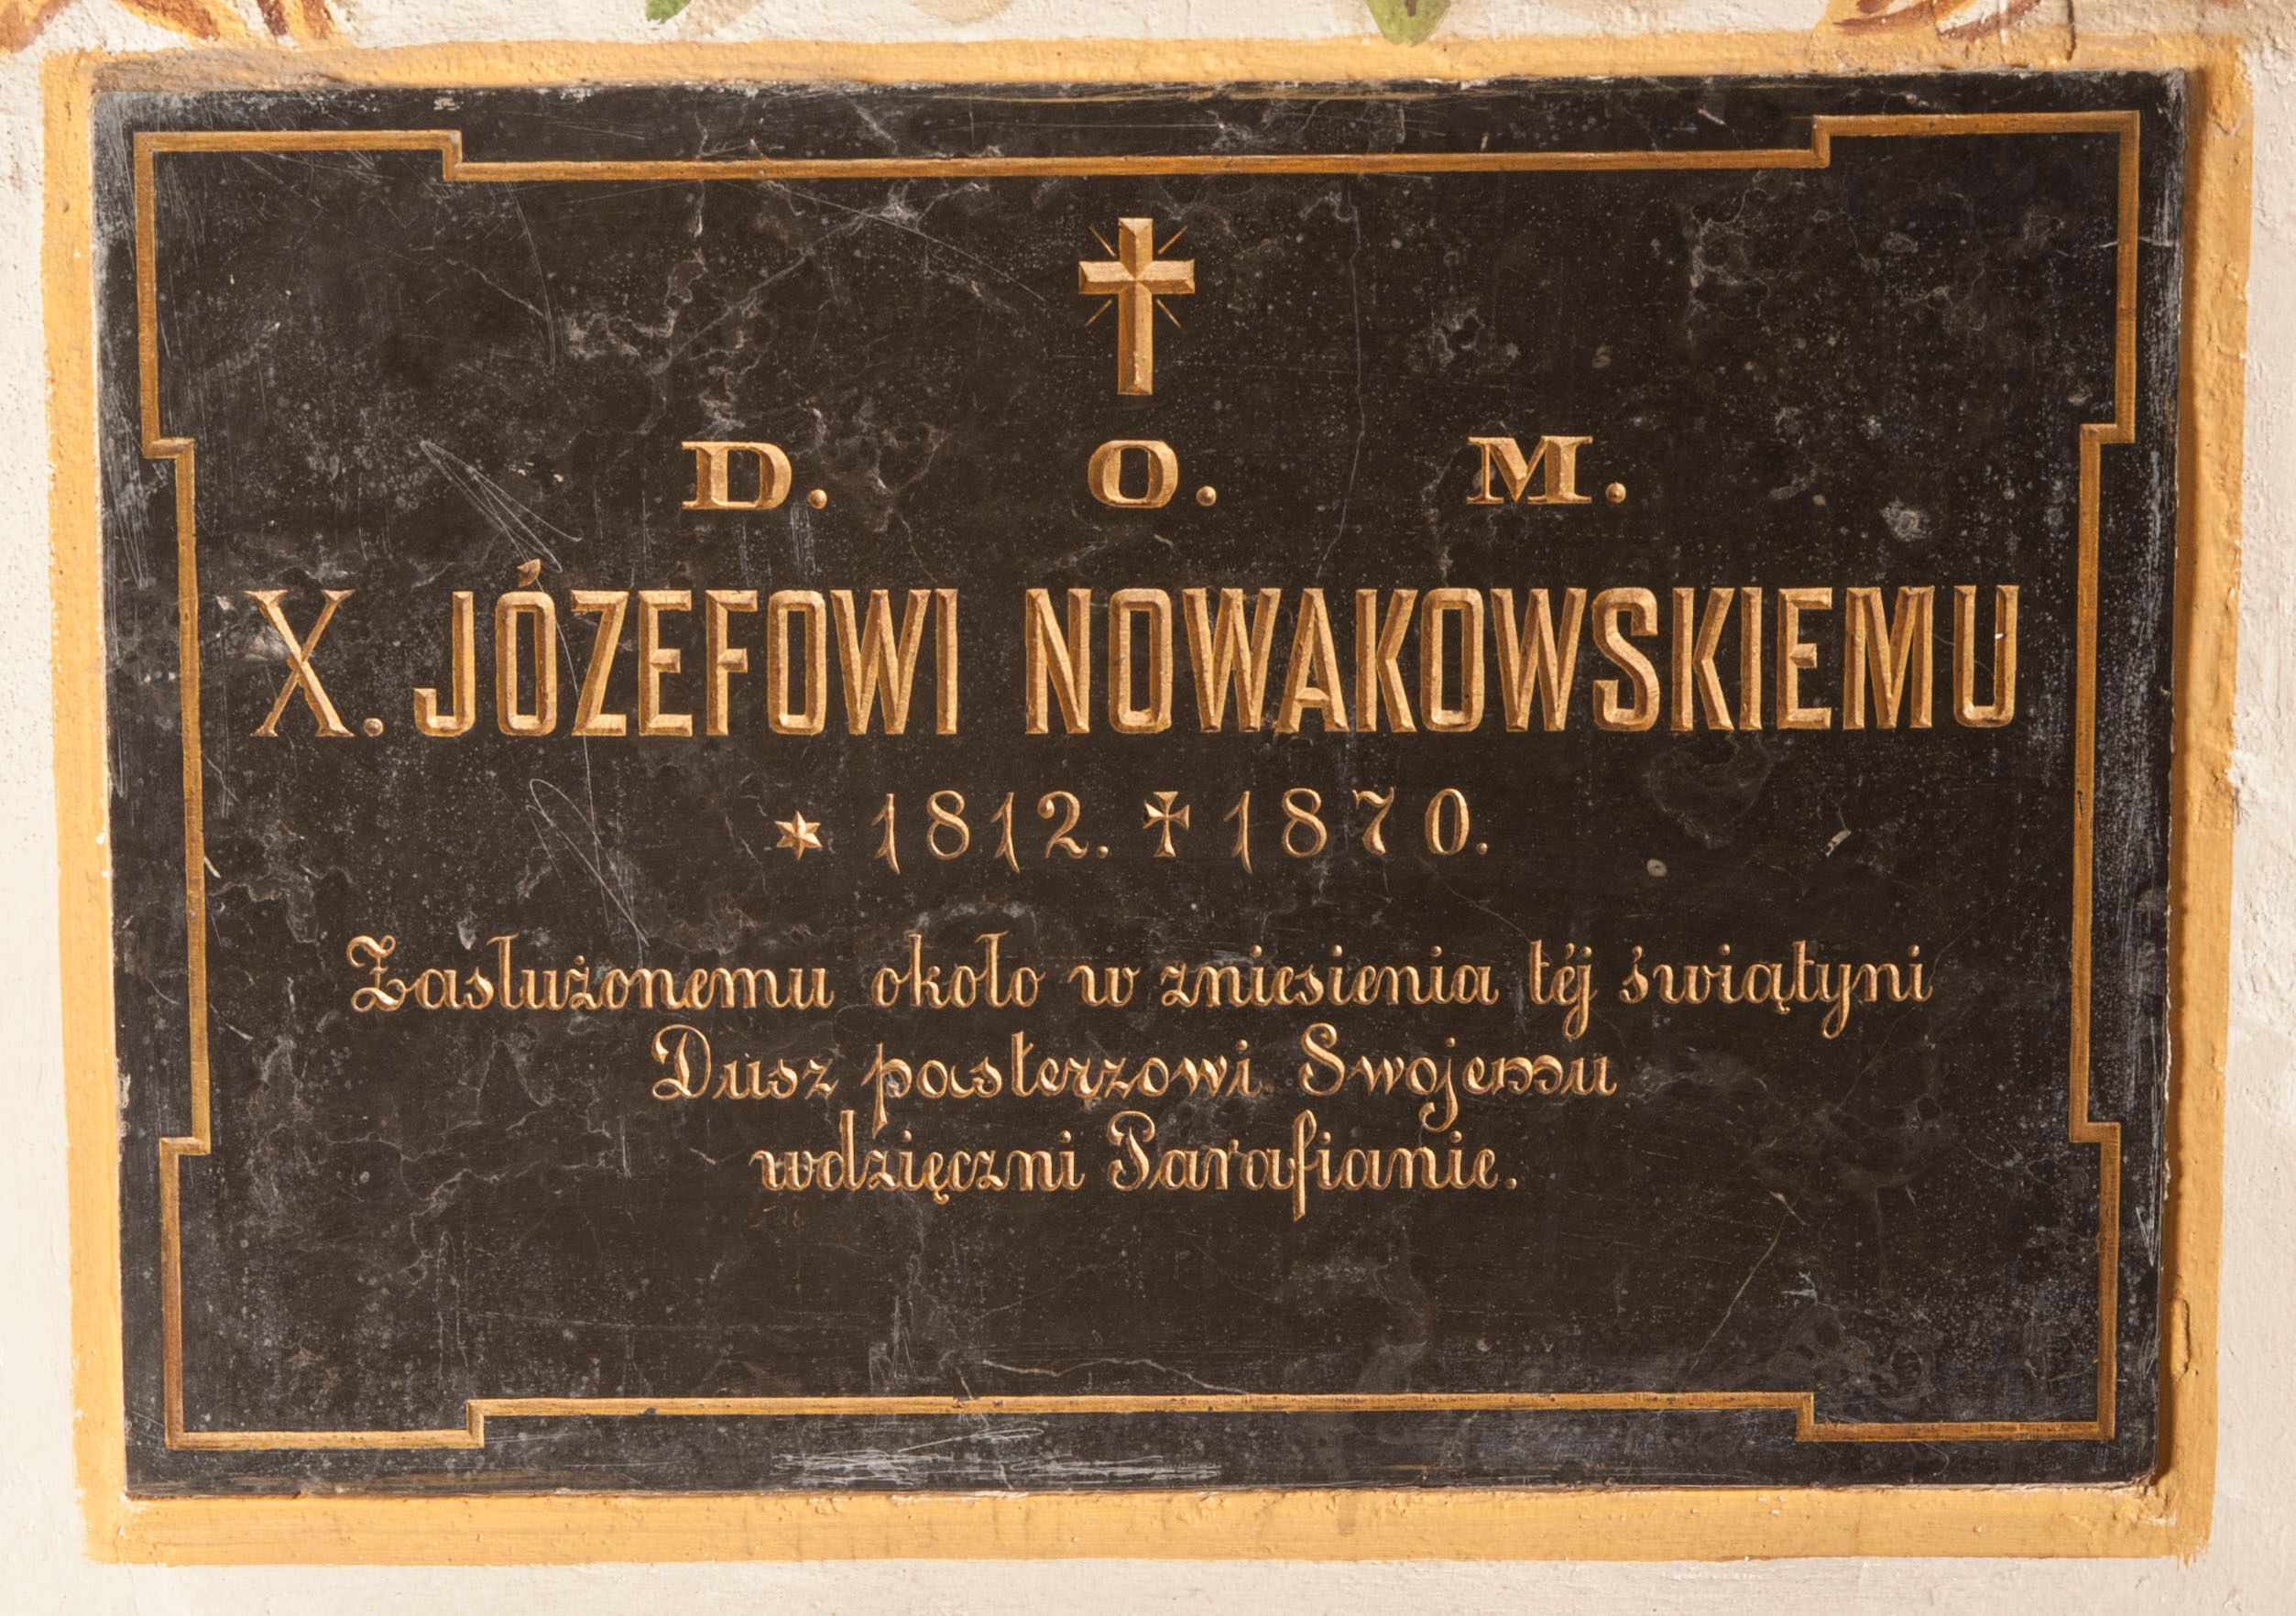 D. O. M.
X. JÓZEFOWI NOWAKOWSKIEMU
* 1812. ✠ 1870.
Zasłużonemu około w zniesienia téj świątyni
Dusz pasterzowi Swojemu
wdzięczni Parafianie.